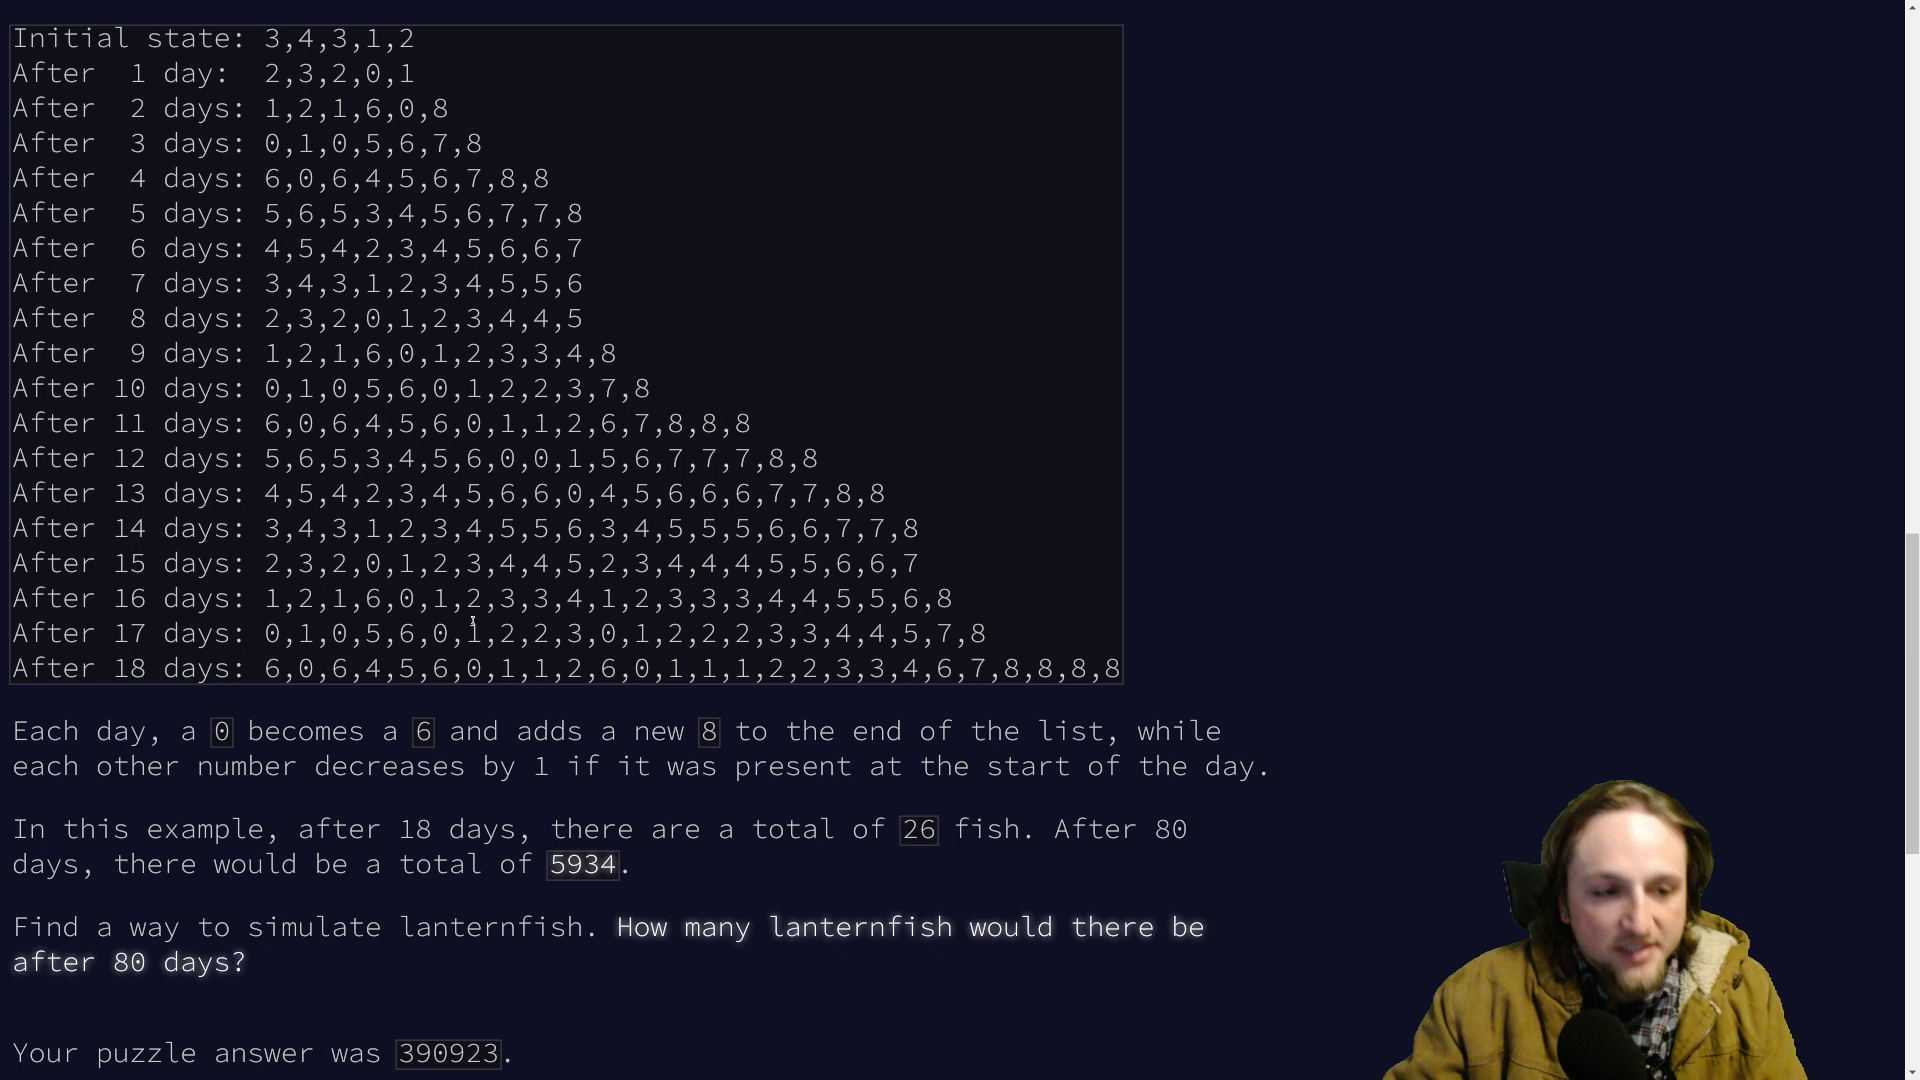 Initial state: 3,4,3,1,2
After  1 day:  2,3,2,0,1
After  2 days: 1,2,1,6,0,8
After  3 days: 0,1,0,5,6,7,8
After  4 days: 6,0,6,4,5,6,7,8,8
After  5 days: 5,6,5,3,4,5,6,7,7,8
After  6 days: 4,5,4,2,3,4,5,6,6,7
After  7 days: 3,4,3,1,2,3,4,5,5,6
After  8 days: 2,3,2,0,1,2,3,4,4,5
After  9 days: 1,2,1,6,0,1,2,3,3,4,8
After 10 days: 0,1,0,5,6,0,1,2,2,3,7,8
After 11 days: 6,0,6,4,5,6,0,1,1,2,6,7,8,8,8
After 12 days: 5,6,5,3,4,5,6,0,0,1,5,6,7,7,7,8,8
After 13 days: 4,5,4,2,3,4,5,6,6,0,4,5,6,6,6,7,7,8,8
After 14 days: 3,4,3,1,2,3,4,5,5,6,3,4,5,5,5,6,6,7,7,8
After 15 days: 2,3,2,0,1,2,3,4,4,5,2,3,4,4,4,5,5,6,6,7
After 16 days: 1,2,1,6,0,1,2,3,3,4,1,2,3,3,3,4,4,5,5,6,8
After 17 days: 0,1,0,5,6,0,1,2,2,3,0,1,2,2,2,3,3,4,4,5,7,8
After 18 days: 6,0,6,4,5,6,0,1,1,2,6,0,1,1,1,2,2,3,3,4,6,7,8,8,8,8
Each day, a 0 becomes a 6 and adds a new 8 to the end of the list, while
each other number decreases by 1 if it was present at the start of the day.
In this example, after 18 days, there are a total of 26 fish. After 80
days, there would be a total of 5934.
Find a way to simulate lanternfish. How many lanternfish would there be
after 80 days?
Your puzzle answer was 390923.